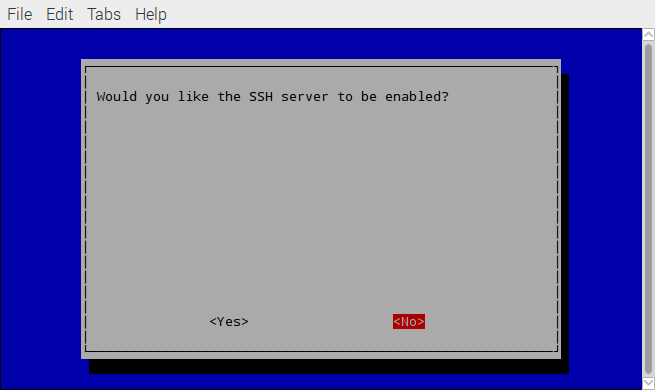 File Edit Tabs Help
Would you like the SSH server to be enabled?
<Yes> <No>